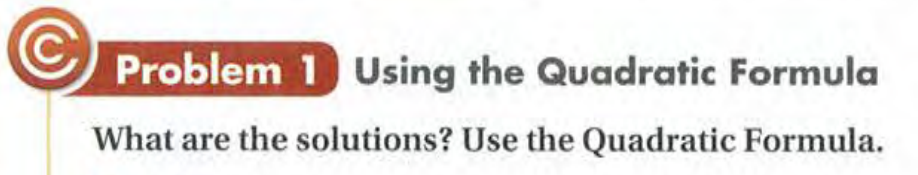 © Problem 1 Using the Quadratic Formula
What are the solutions? Use the Quadratic Formula.